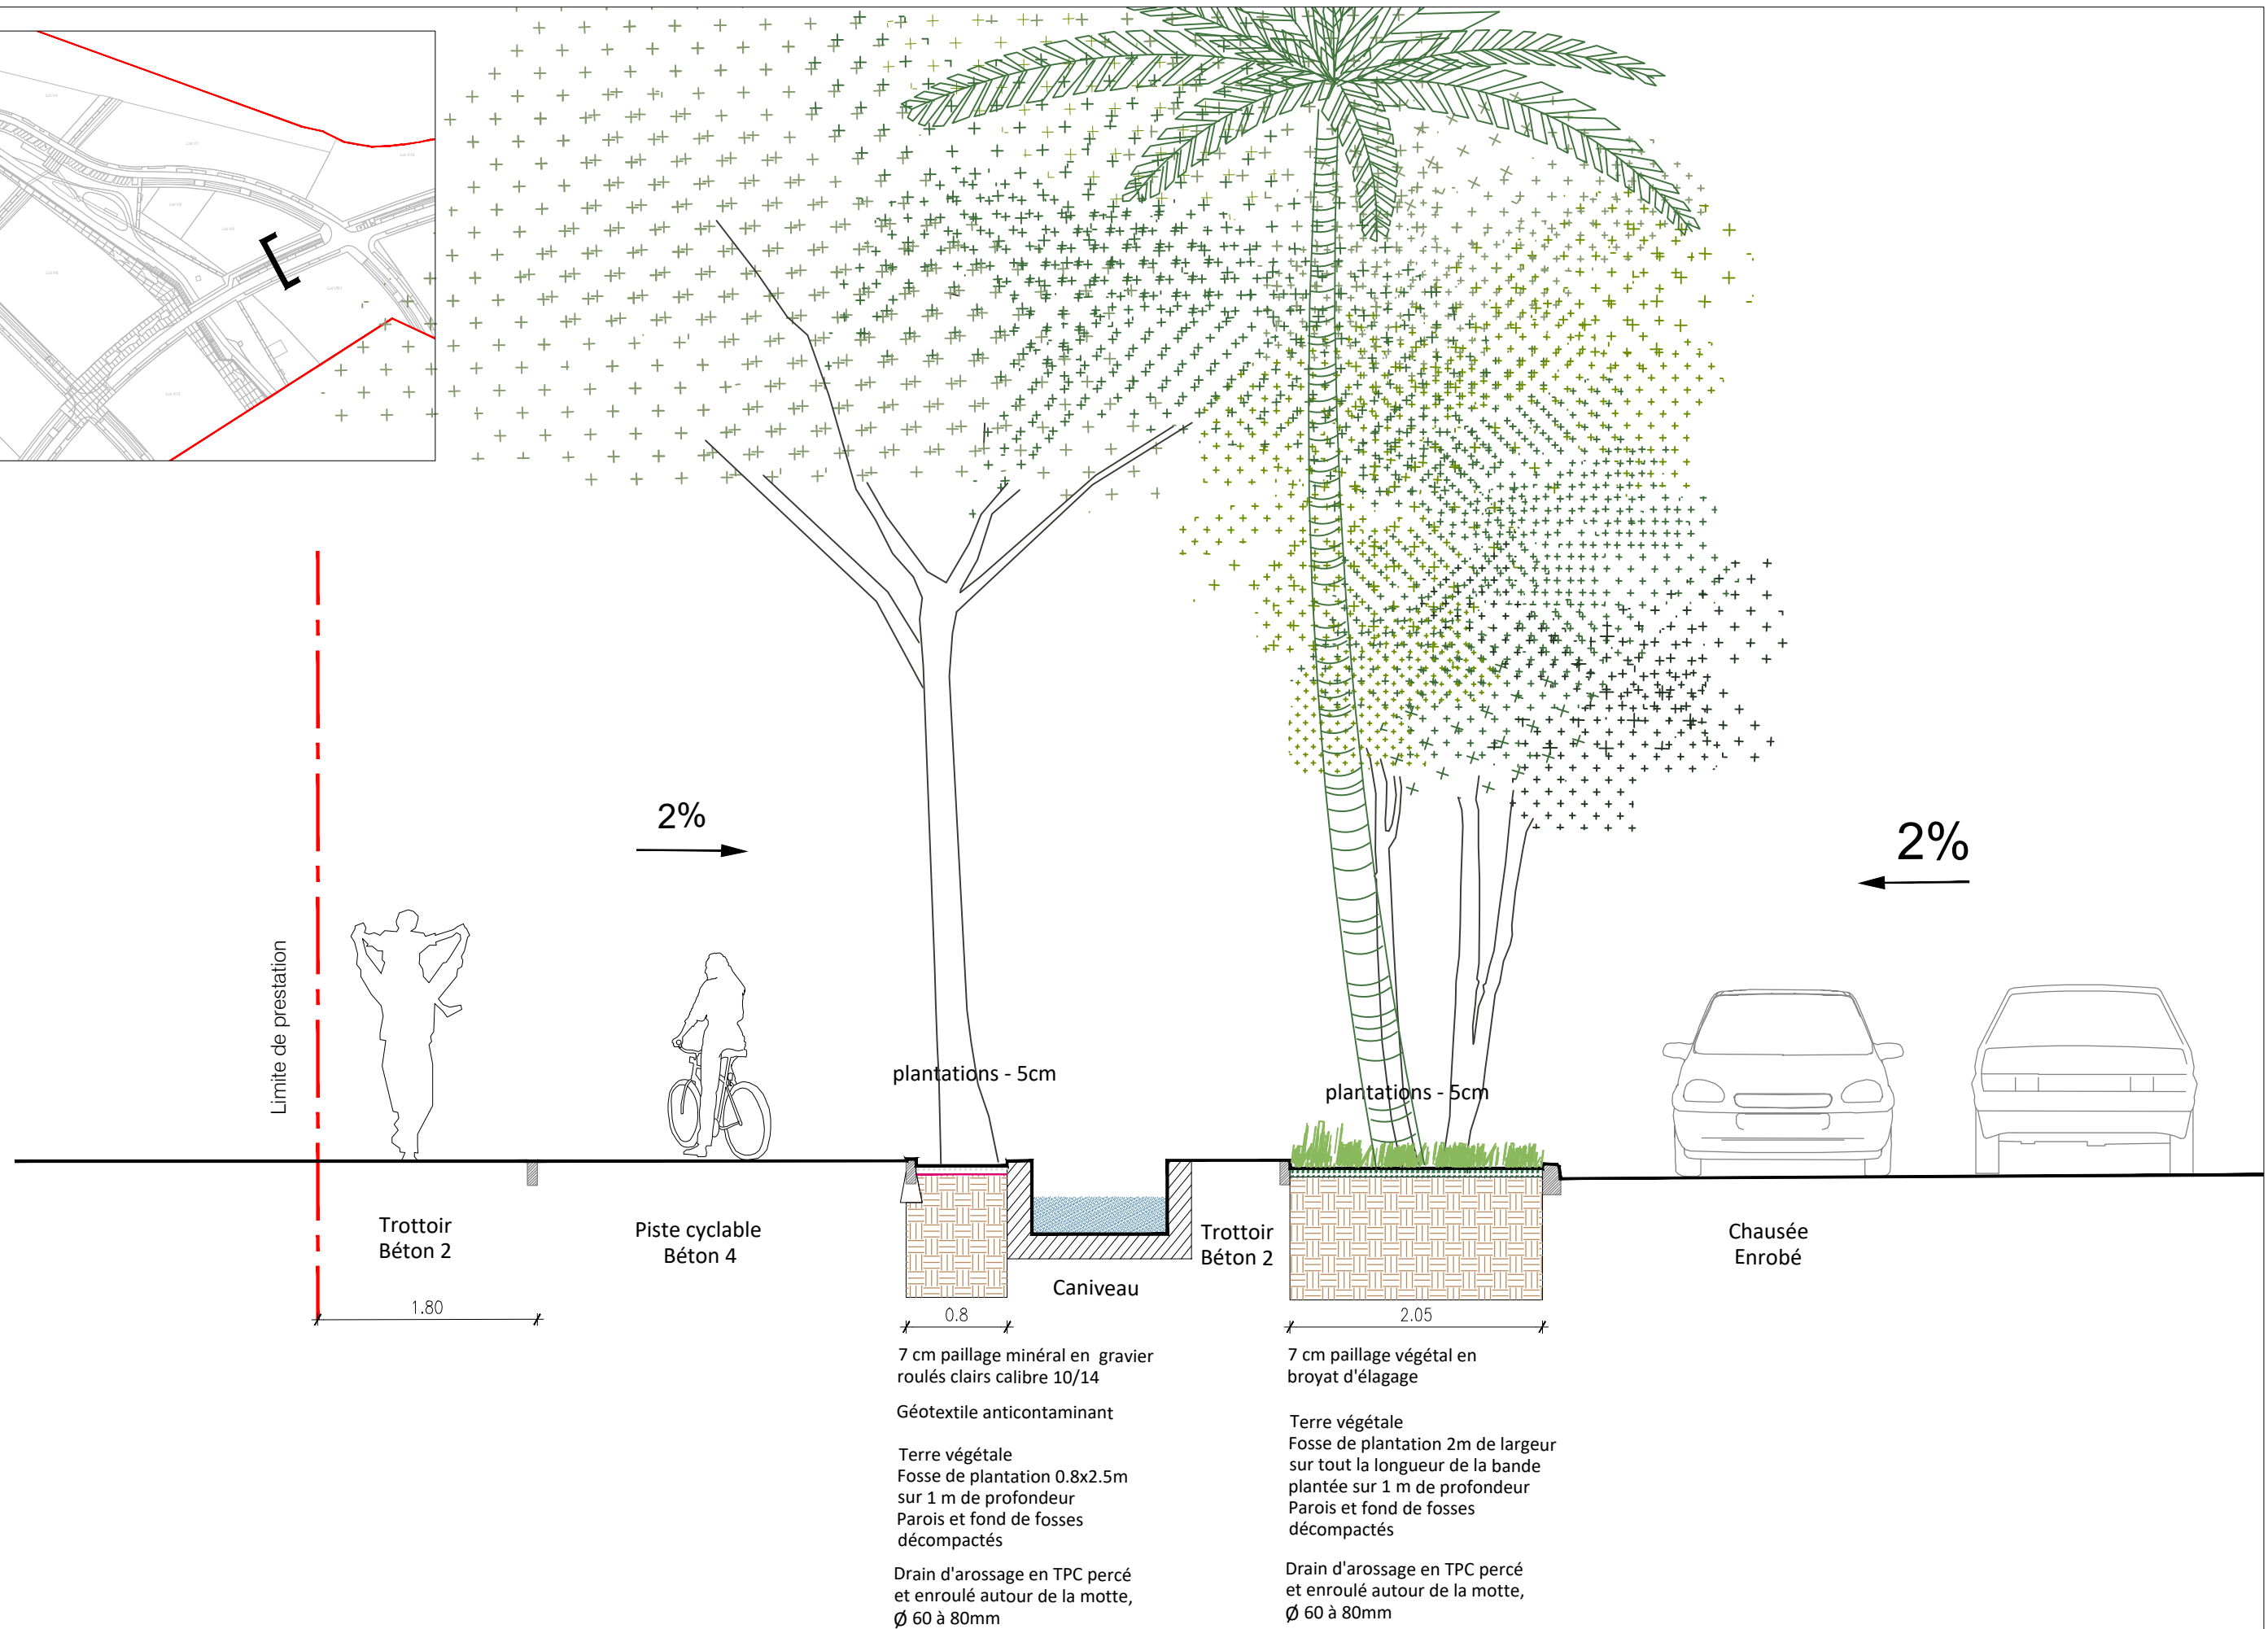 2%
2%
Limite de prestation
plantations - 5cm
plantations - 5cm
Trottoir
Béton 2
Piste cyclable
Béton 4
Trottoir
Béton 2
Chausée
Enrobé
Caniveau
1.80
0.8
2.05
7 cm paillage minéral en gravier
roulés clairs calibre 10/14
Géotextile anticontaminant
Terre végétale
Fosse de plantation 0.8x2.5m
sur 1 m de profondeur
Parois et fond de fosses
décompactés
Drain d'arossage en TPC percé
et enroulé autour de la motte,
Ø 60 à 80mm
7 cm paillage végétal en
broyat d'élagage
Terre végétale
Fosse de plantation 2m de largeur
sur tout la longueur de la bande
plantée sur 1 m de profondeur
Parois et fond de fosses
décompactés
Drain d'arossage en TPC percé
et enroulé autour de la motte,
Ø 60 à 80mm